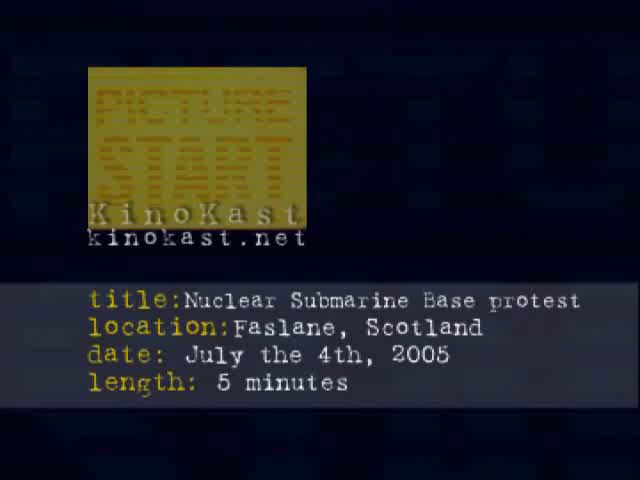 PICTURE
START
KinoKast
kinokast.net
title:Nuclear Submarine Base protest
location:Faslane, Scotland
date: July the 4th, 2005
length: 5 minutes